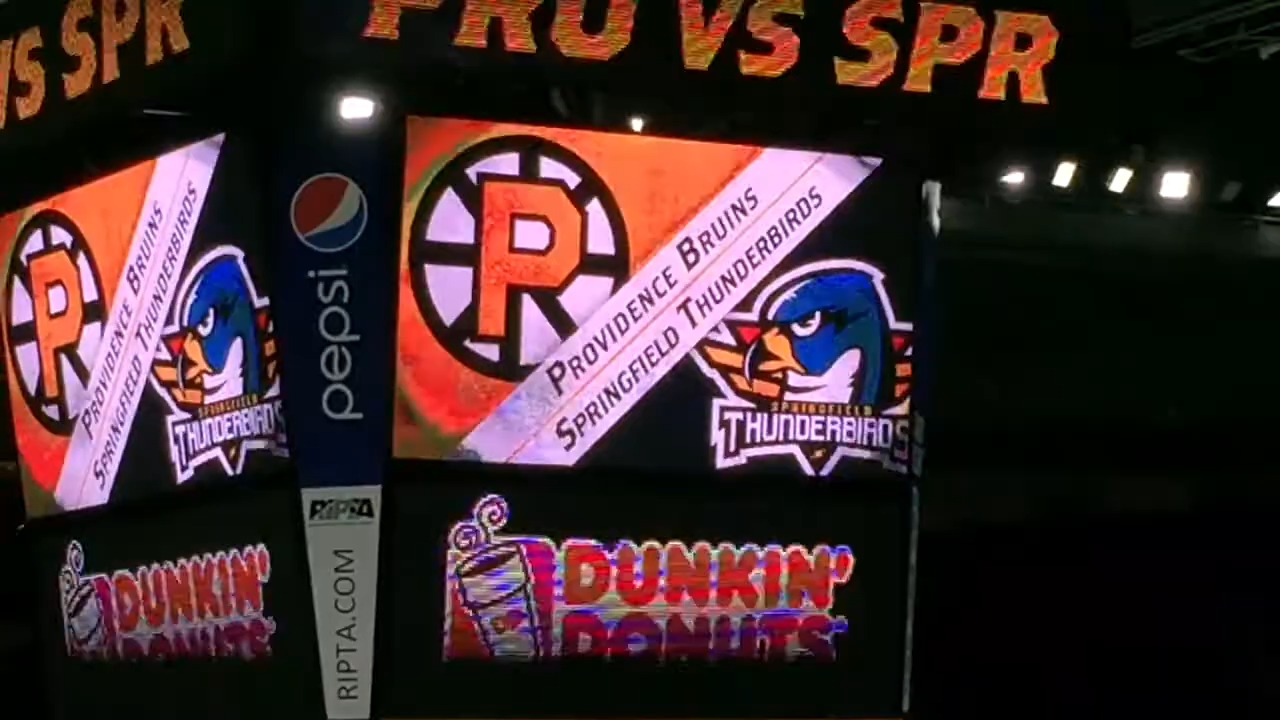 VS SPR
PRO VS SPR
P
PROVIDENCE BRUINS
SPRINGFIELD THUNDERBIRDS
SPRINGFIELD
THUNDERBIRDS
pepsi
P
PROVIDENCE BRUINS
SPRINGFIELD THUNDERBIRDS
SPRINGFIELD
THUNDERBIRDS
RIPTA
RIPTA.COM
DUNKIN'
DONUTS
DUNKIN'
DONUTS